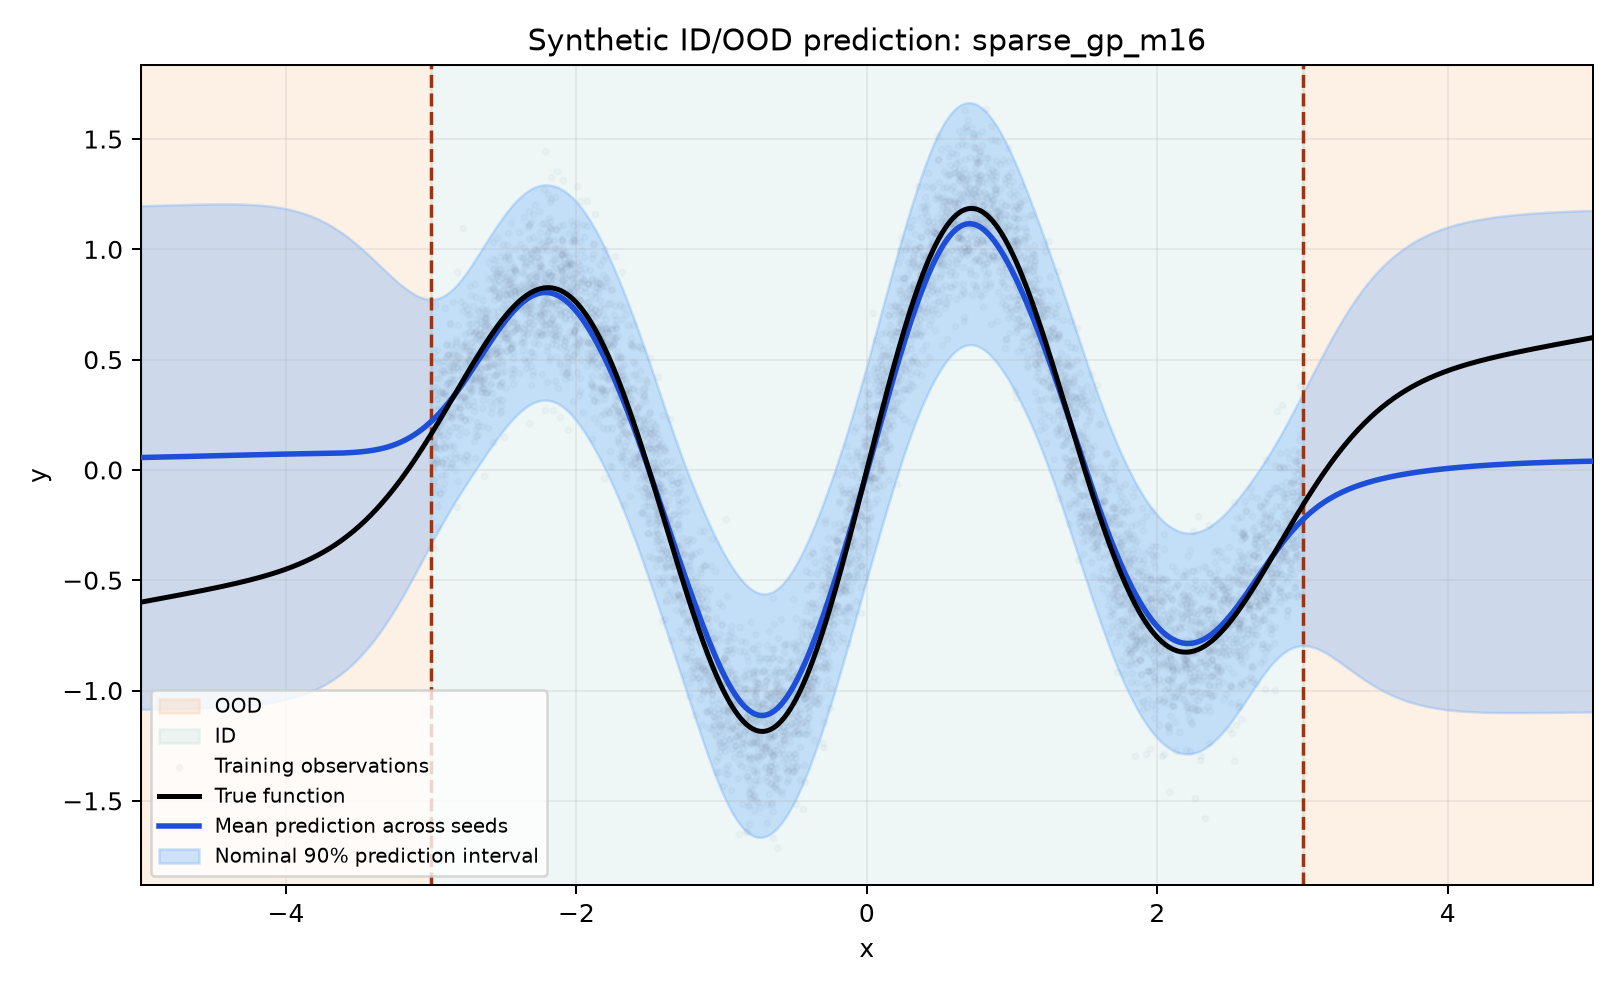 Synthetic ID/OOD prediction: sparse_gp_m16
y
1.5
1.0
0.5
0.0
−0.5
−1.0
−1.5
OOD
ID
Training observations
True function
Mean prediction across seeds
Nominal 90% prediction interval
−4
−2
0
2
4
x